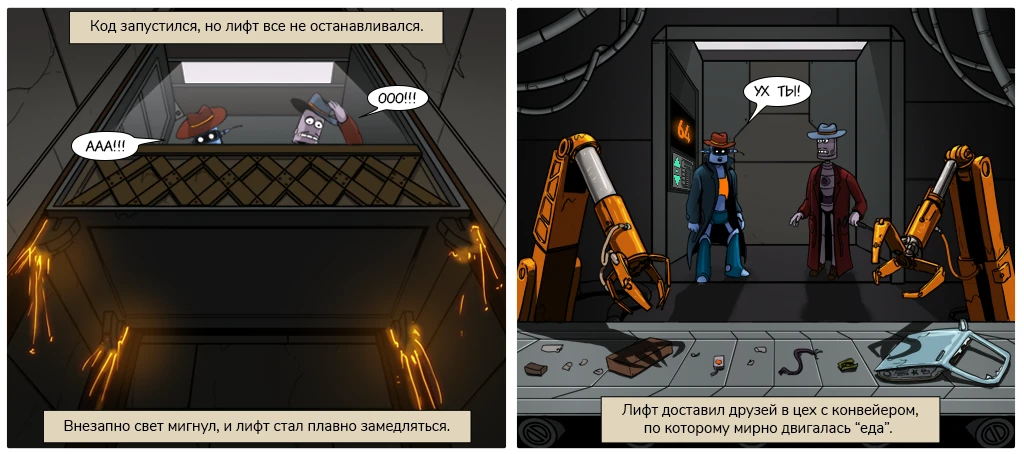 Код запустился, но лифт все не останавливался.
ООО!!!
ААА!!!
Внезапно свет мигнул, и лифт стал плавно замедляться.
УХ ТЫ!
64
Лифт доставил друзей в цех с конвейером,
по которому мирно двигалась “еда”.